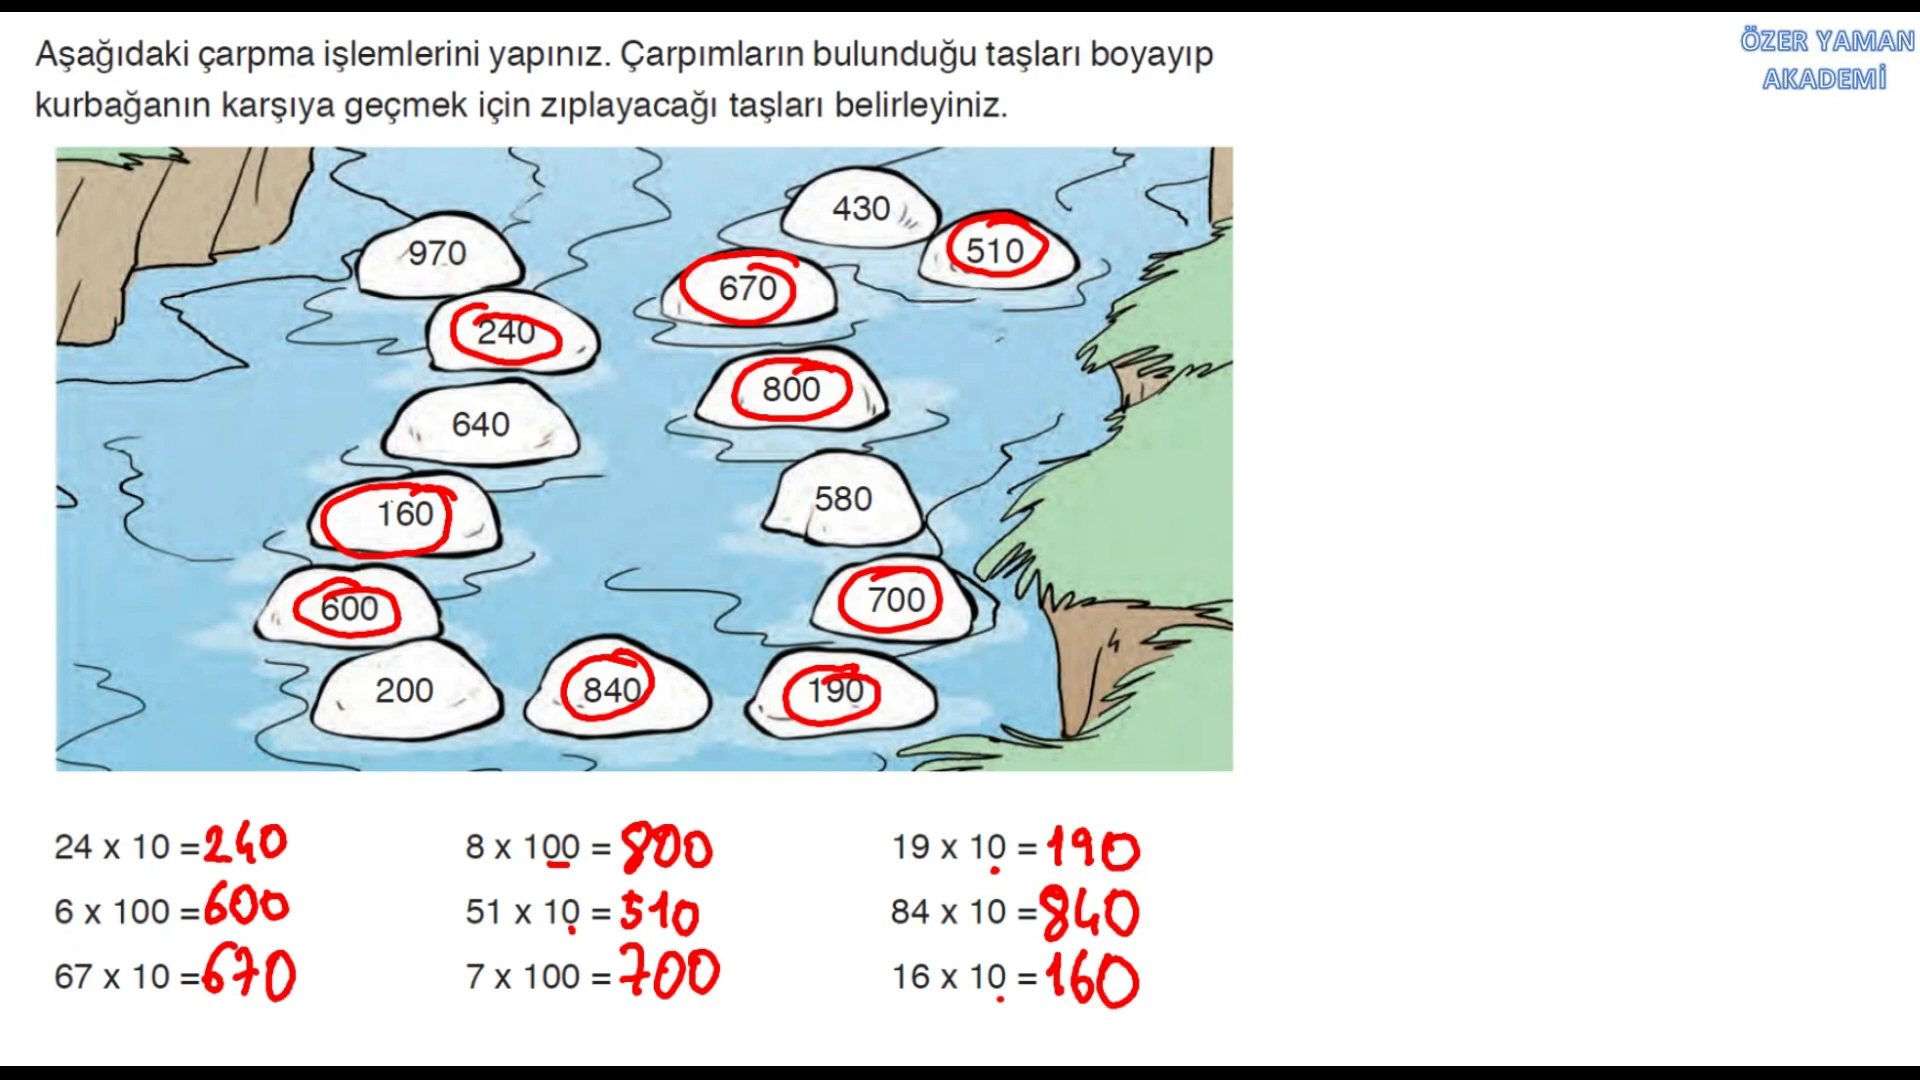 Aşağıdaki çarpma işlemlerini yapınız. Çarpımların bulunduğu taşları boyayıp
kurbağanın karşıya geçmek için zıplayacağı taşları belirleyiniz.
ÖZER YAMAN
AKADEMİ
430
970
510
670
240
800
640
580
160
700
600
200
840
190
24 x 10 =240
8 x 100 = 800
19 x 10 = 190
6 x 100 =600
51 x 10 = 510
84 x 10 =840
67 x 10 =670
7 x 100 = 700
16 x 10 = 160